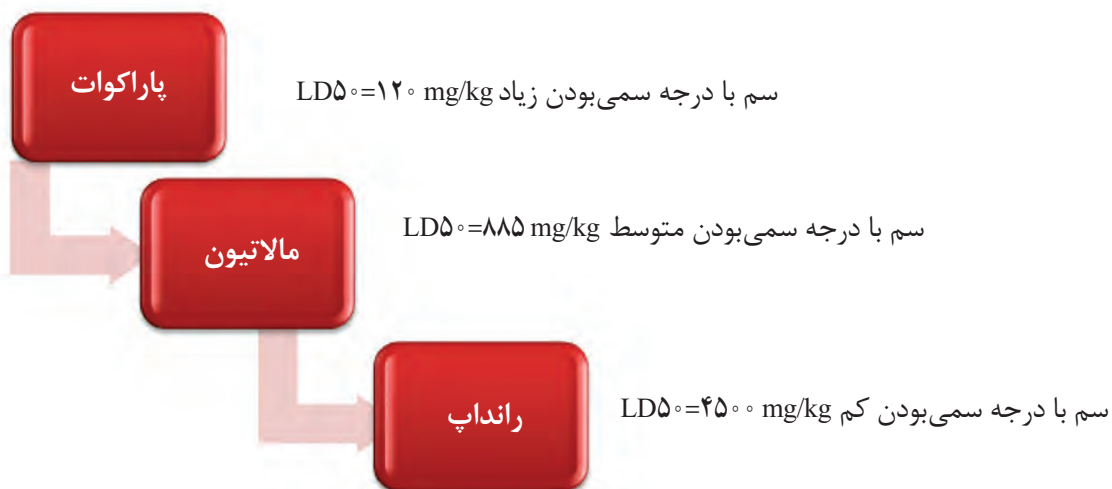 پاراکوات
سم با درجه سمی‌بودن زیاد LD۵۰=۱۲۰ mg/kg
مالاتیون
سم با درجه سمی‌بودن متوسط LD۵۰=۸۸۵ mg/kg
رانداپ
سم با درجه سمی‌بودن کم LD۵۰=۴۵۰۰ mg/kg